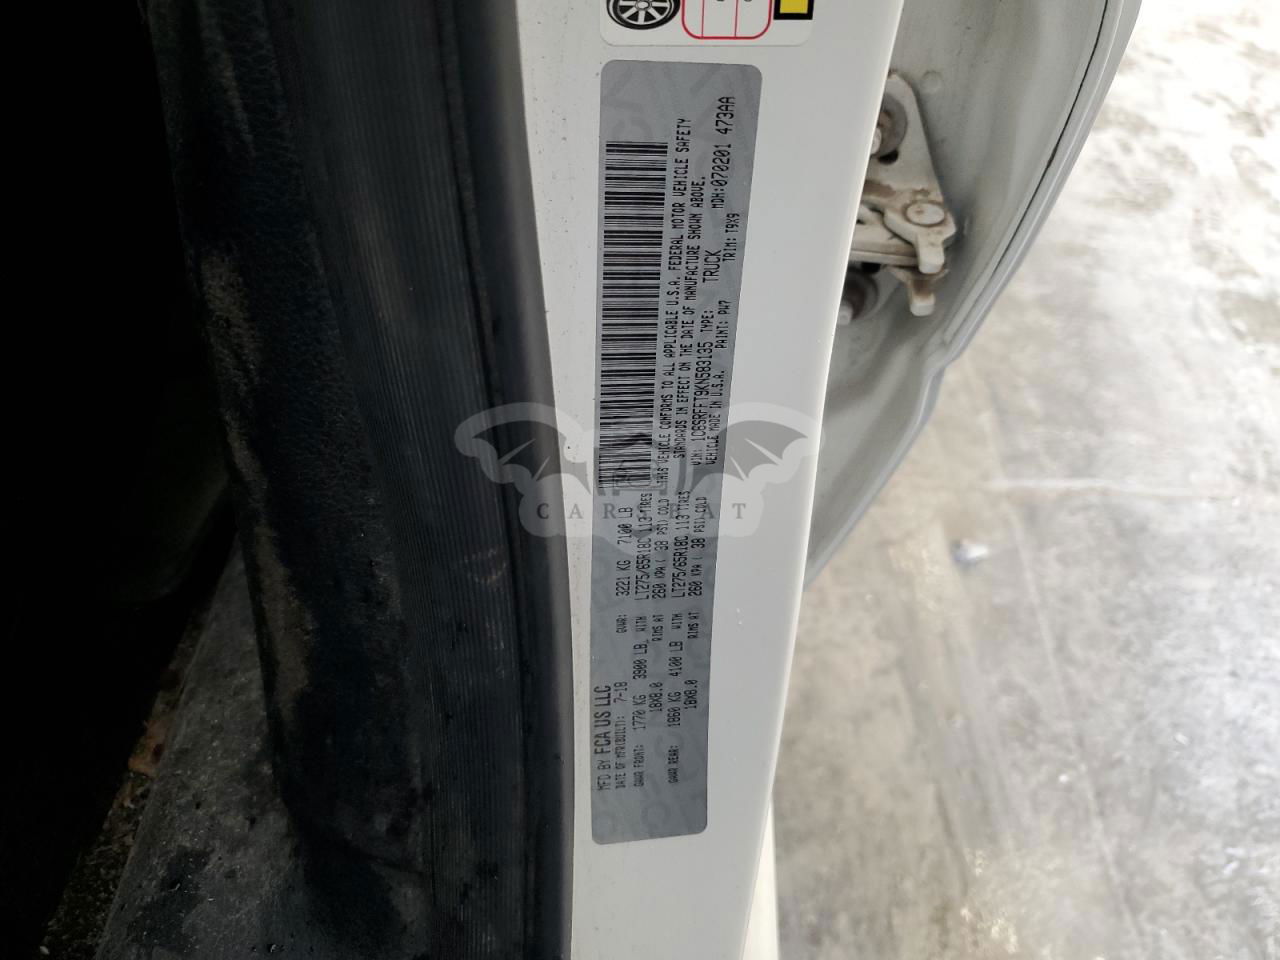 MFD BY FCA US LLC
DATE OF MFR(BUILT): 7-18 GVWR: 3221 KG 7100 LB
GAWR FRONT: 1770 KG 3900 LB WITH LT275/65R18C 113 TIRES
18X8.0 RIMS AT 260 KPA ( 38 PSI) COLD
GAWR REAR: 1860 KG 4100 LB WITH LT275/65R18C 113 TIRES
18X8.0 RIMS AT 260 KPA ( 38 PSI) COLD
THIS VEHICLE CONFORMS TO ALL APPLICABLE U.S.A. FEDERAL MOTOR VEHICLE SAFETY
STANDARDS IN EFFECT ON THE DATE OF MANUFACTURE SHOWN ABOVE.
VIN: 1C6SRFFT9KN583135 TYPE: TRUCK MDH:070201 473AA
VEHICLE MADE IN U.S.A. PAINT: PW7 TRIM: T9X9
CARSBAT